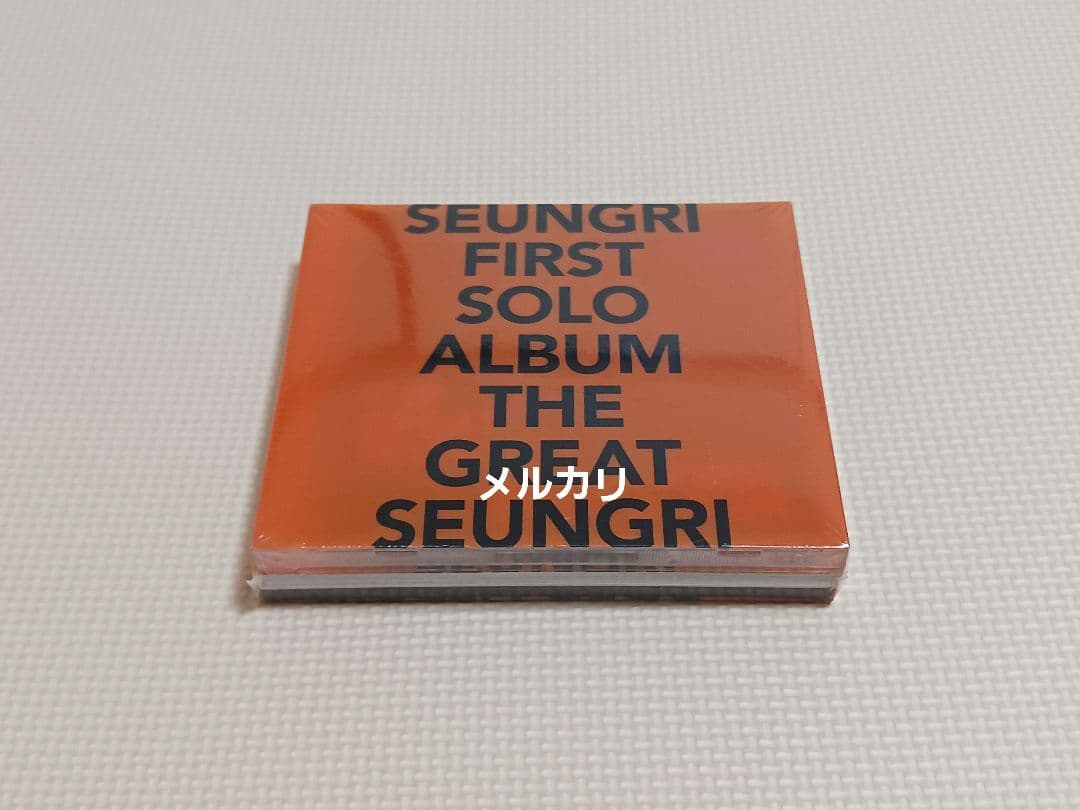 SEUNGRI
FIRST
SOLO
ALBUM
THE
GREAT
メルカリ
SEUNGRI